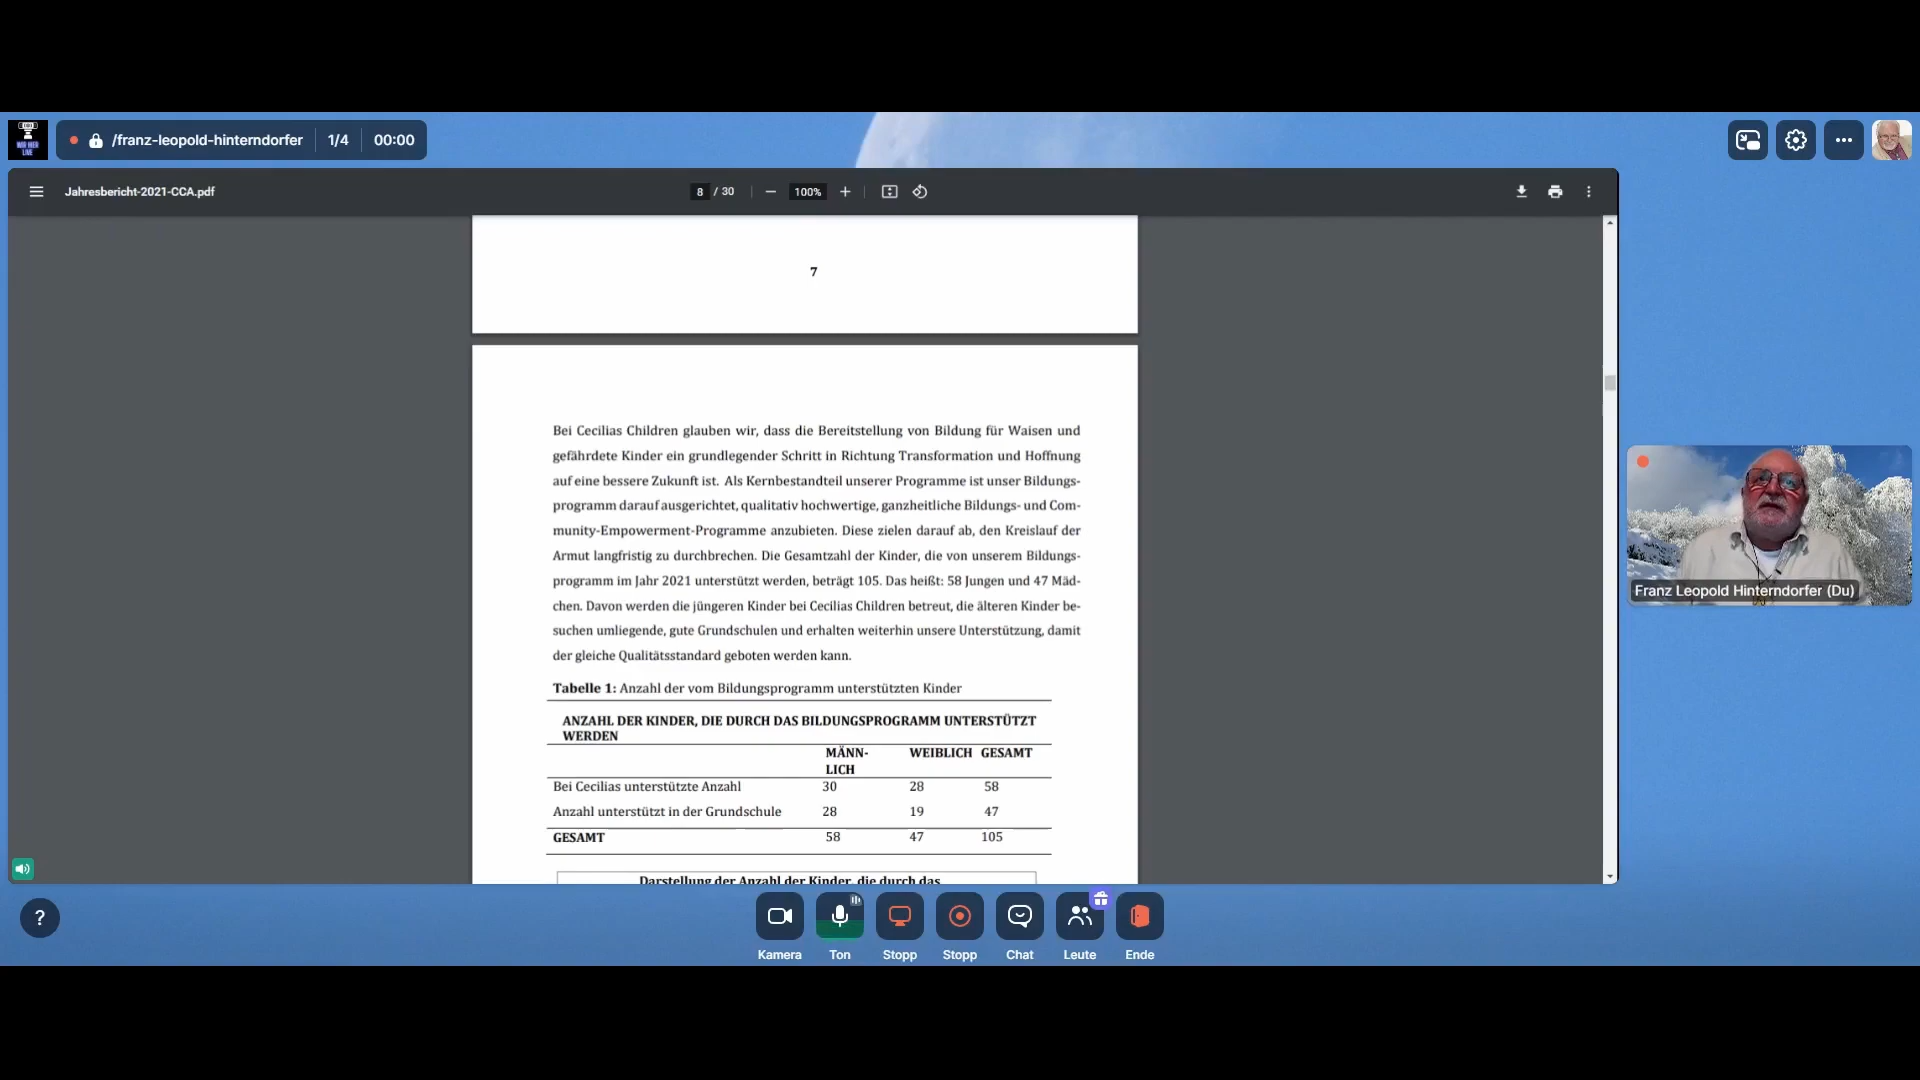 /franz-leopold-hinterndorfer 1/4 00:00
Jahresbericht-2021-CCA.pdf 8 / 30 100%
7
Bei Cecilias Children glauben wir, dass die Bereitstellung von Bildung für Waisen und
gefährdete Kinder ein grundlegender Schritt in Richtung Transformation und Hoffnung
auf eine bessere Zukunft ist. Als Kernbestandteil unserer Programme ist unser Bildungs-
programm darauf ausgerichtet, qualitativ hochwertige, ganzheitliche Bildungs- und Com-
munity-Empowerment-Programme anzubieten. Diese zielen darauf ab, den Kreislauf der
Armut langfristig zu durchbrechen. Die Gesamtzahl der Kinder, die von unserem Bildungs-
programm im Jahr 2021 unterstützt werden, beträgt 105. Das heißt: 58 Jungen und 47 Mäd-
chen. Davon werden die jüngeren Kinder bei Cecilias Children betreut, die älteren Kinder be-
suchen umliegende, gute Grundschulen und erhalten weiterhin unsere Unterstützung, damit
der gleiche Qualitätsstandard geboten werden kann.
Tabelle 1: Anzahl der vom Bildungsprogramm unterstützten Kinder
ANZAHL DER KINDER, DIE DURCH DAS BILDUNGSPROGRAMM UNTERSTÜTZT
WERDEN
MÄNN- WEIBLICH GESAMT
LICH
Bei Cecilias unterstützte Anzahl 30 28 58
Anzahl unterstützt in der Grundschule 28 19 47
GESAMT 58 47 105
Darstellung der Anzahl der Kinder, die durch das
Franz Leopold Hinterndorfer (Du)
?
Kamera Ton Stopp Stopp Chat Leute Ende